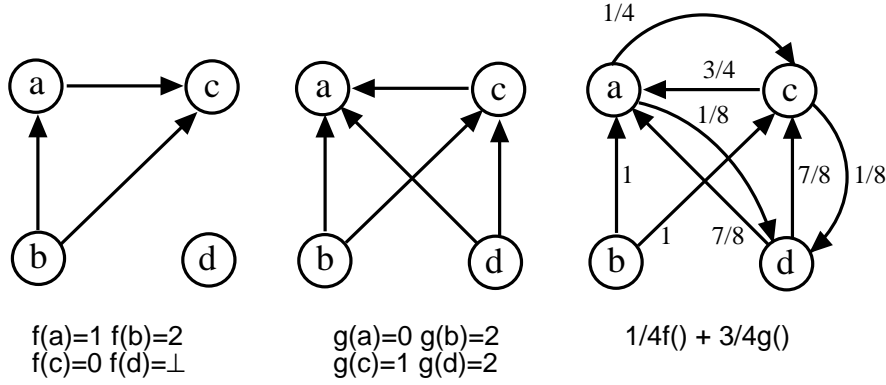 a
c
b
d
f(a)=1 f(b)=2
f(c)=0 f(d)=⊥
a
c
b
d
g(a)=0 g(b)=2
g(c)=1 g(d)=2
1/4
a
3/4
c
1/8
1
7/8
1/8
b
1
7/8
d
1/4f() + 3/4g()